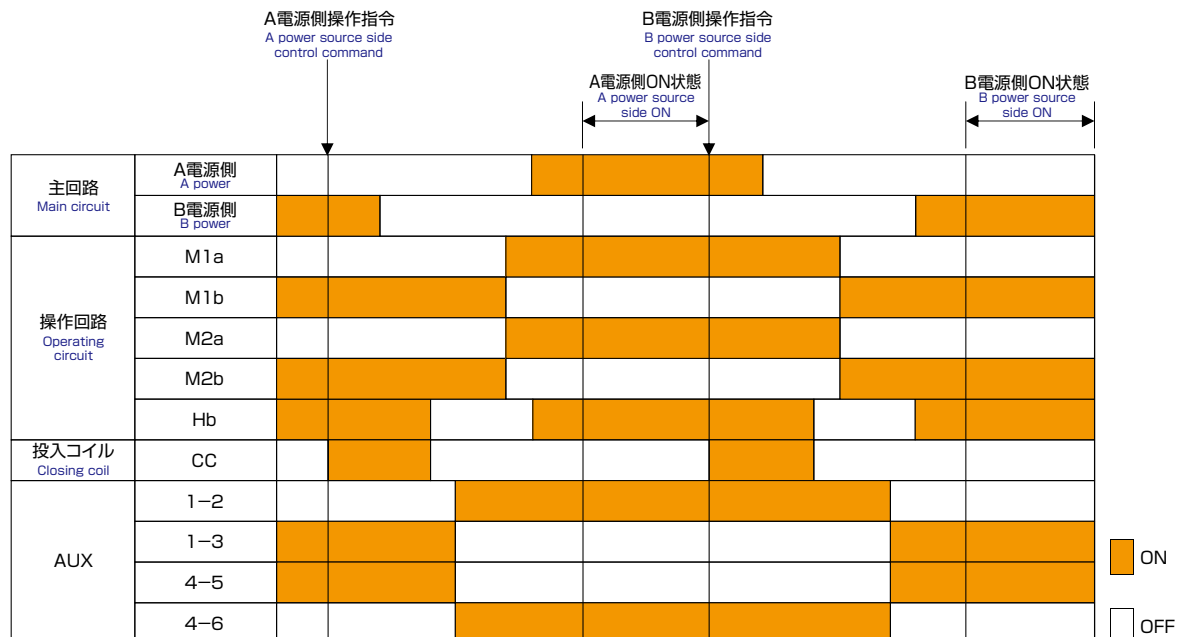 A電源側操作指令
A power source side
control command
B電源側操作指令
B power source side
control command
A電源側ON状態
A power source
side ON
B電源側ON状態
B power source
side ON
主回路
Main circuit
A電源側
A power
B電源側
B power
操作回路
Operating
circuit
M1a
M1b
M2a
M2b
Hb
投入コイル
Closing coil
CC
AUX
1−2
1−3
4−5
4−6
ON
OFF